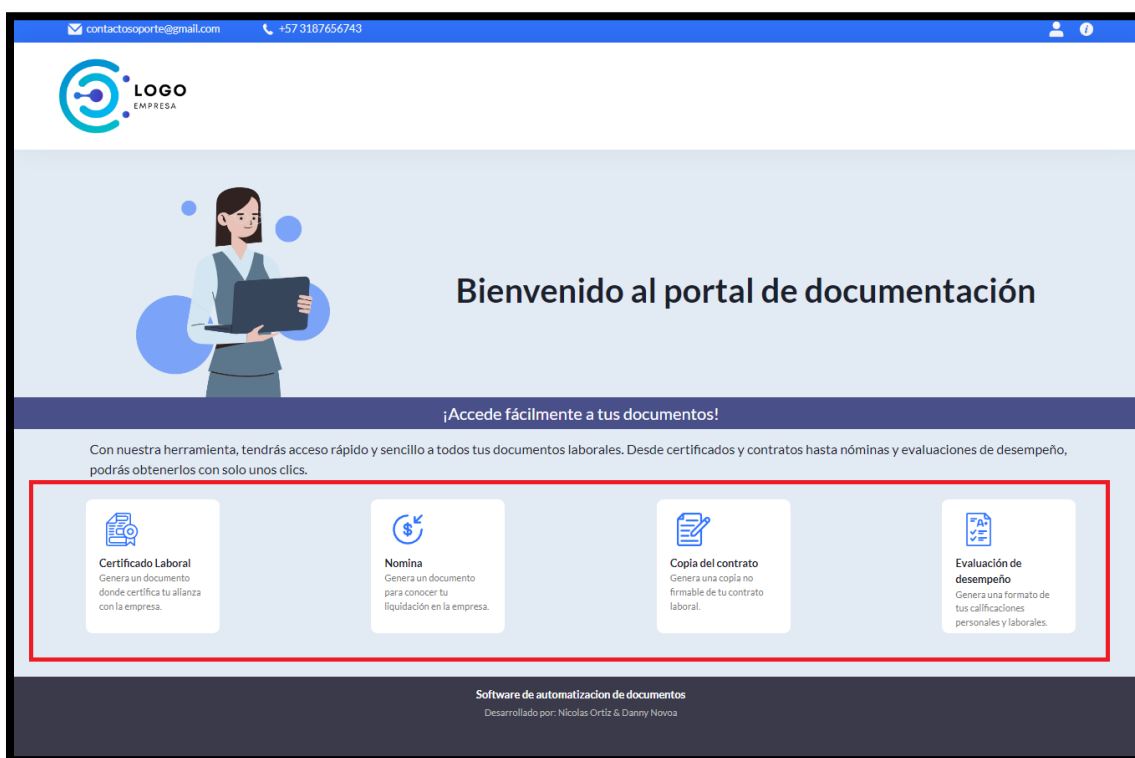 contactosoporte@gmail.com
+57 3187656743
LOGO
EMPRESA
Bienvenido al portal de documentación
¡Accede fácilmente a tus documentos!
Con nuestra herramienta, tendrás acceso rápido y sencillo a todos tus documentos laborales. Desde certificados y contratos hasta nóminas y evaluaciones de desempeño,
podrás obtenerlos con solo unos clics.
Certificado Laboral
Genera un documento
donde certifica tu alianza
con la empresa.
Nomina
Genera un documento
para conocer tu
liquidación en la empresa.
Copia del contrato
Genera una copia no
firmable de tu contrato
laboral.
Evaluación de
desempeño
Genera una formato de
tus calificaciones
personales y laborales.
Software de automatizacion de documentos
Desarrollado por: Nicolas Ortiz & Danny Novoa